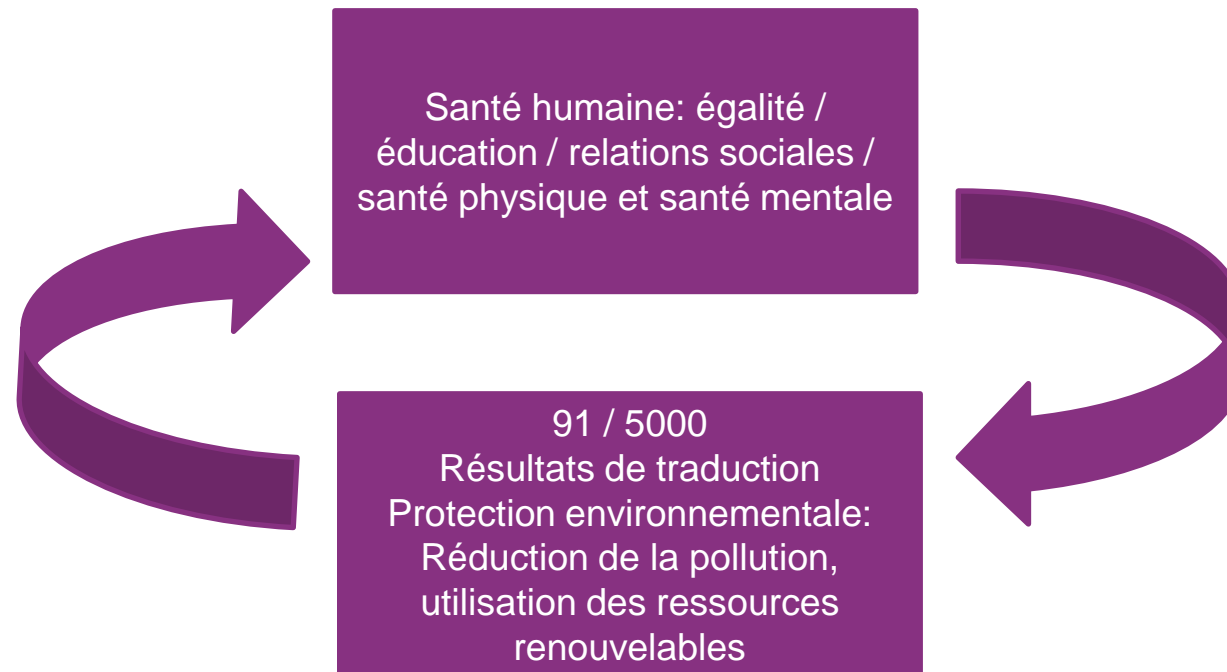 Santé humaine: égalité /
éducation / relations sociales /
santé physique et santé mentale
91 / 5000
Résultats de traduction
Protection environnementale:
Réduction de la pollution,
utilisation des ressources
renouvelables